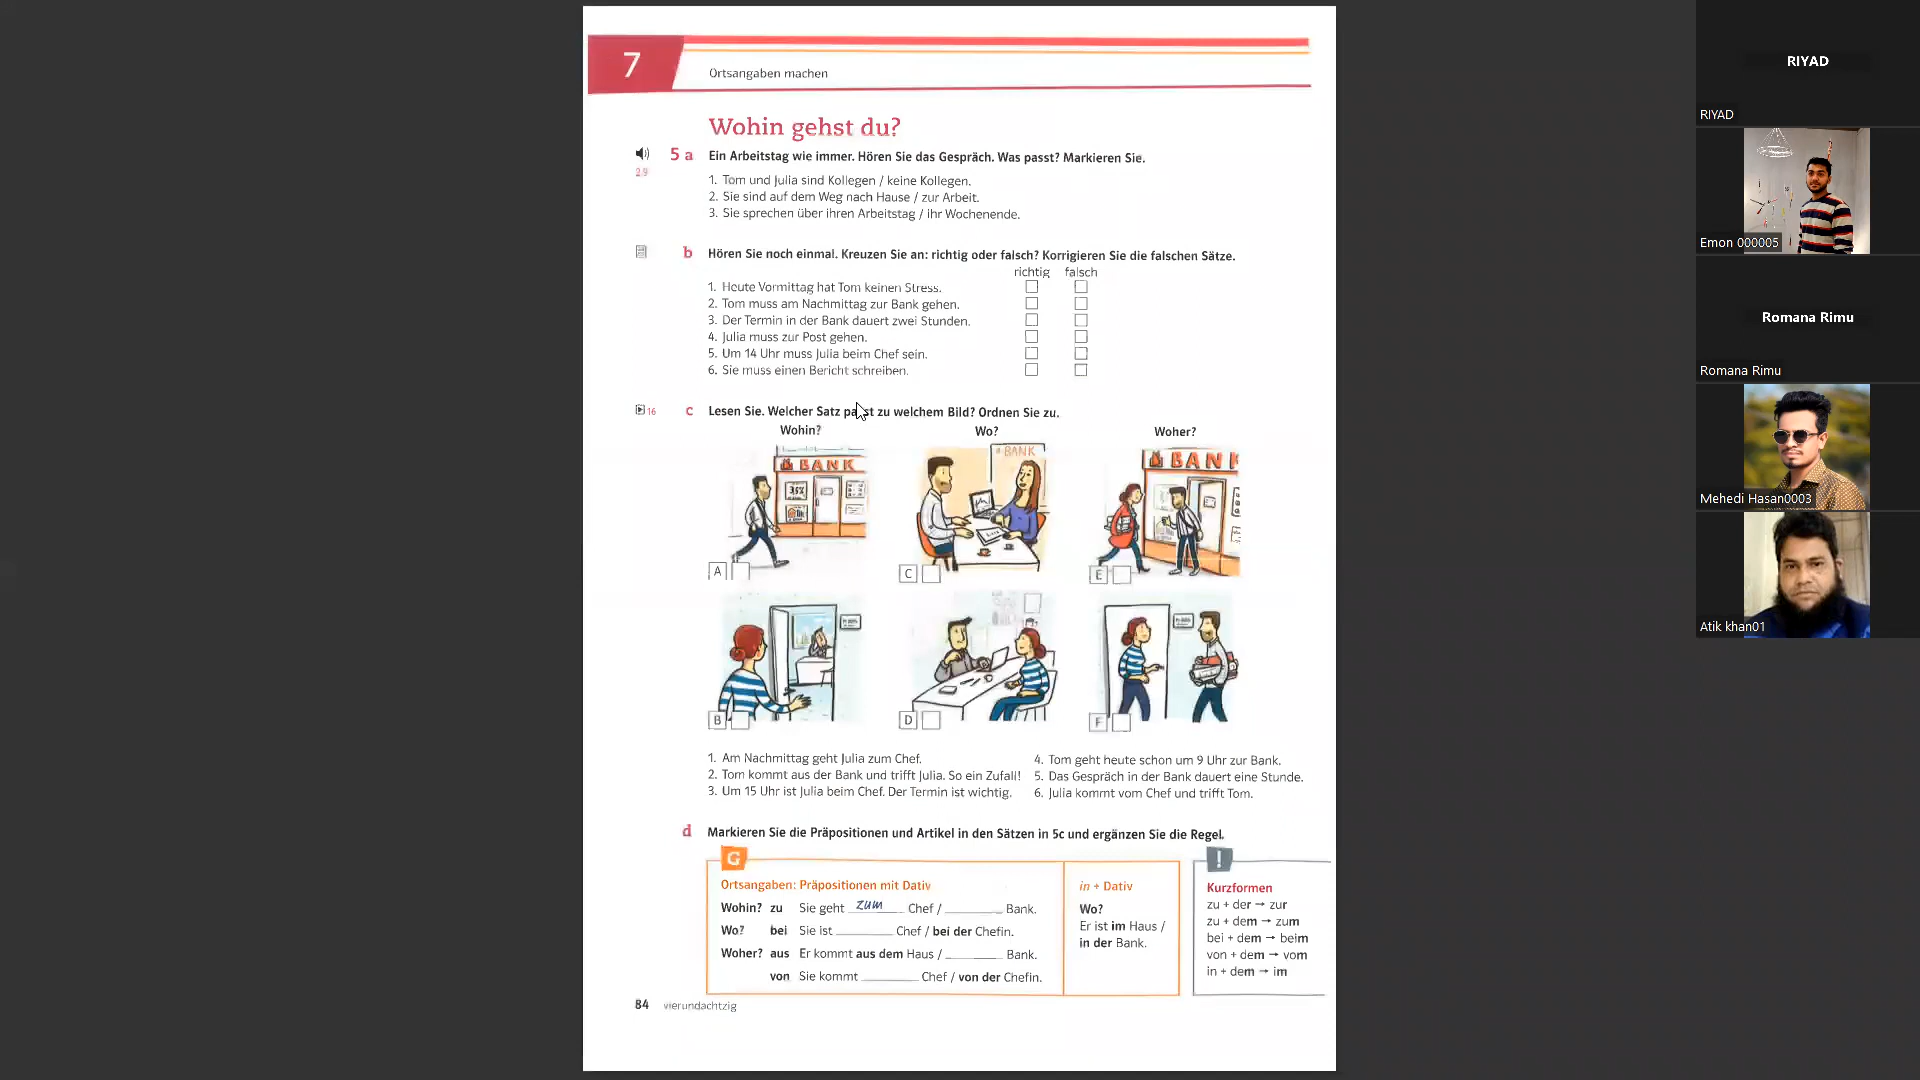 7
Ortsangaben machen
Wohin gehst du?
2.9
5 a Ein Arbeitstag wie immer. Hören Sie das Gespräch. Was passt? Markieren Sie.
1. Tom und Julia sind Kollegen / keine Kollegen.
2. Sie sind auf dem Weg nach Hause / zur Arbeit.
3. Sie sprechen über ihren Arbeitstag / ihr Wochenende.
b Hören Sie noch einmal. Kreuzen Sie an: richtig oder falsch? Korrigieren Sie die falschen Sätze.
richtig falsch
1. Heute Vormittag hat Tom keinen Stress.
2. Tom muss am Nachmittag zur Bank gehen.
3. Der Termin in der Bank dauert zwei Stunden.
4. Julia muss zur Post gehen.
5. Um 14 Uhr muss Julia beim Chef sein.
6. Sie muss einen Bericht schreiben.
16 c Lesen Sie. Welcher Satz passt zu welchem Bild? Ordnen Sie zu.
Wohin? Wo? Woher?
BANK BANK BANK
A C E
B D F
1. Am Nachmittag geht Julia zum Chef.
2. Tom kommt aus der Bank und trifft Julia. So ein Zufall!
3. Um 15 Uhr ist Julia beim Chef. Der Termin ist wichtig.
4. Tom geht heute schon um 9 Uhr zur Bank.
5. Das Gespräch in der Bank dauert eine Stunde.
6. Julia kommt vom Chef und trifft Tom.
d Markieren Sie die Präpositionen und Artikel in den Sätzen in 5c und ergänzen Sie die Regel.
G
Ortsangaben: Präpositionen mit Dativ
Wohin? zu Sie geht zum Chef / ________ Bank.
Wo? bei Sie ist ________ Chef / bei der Chefin.
Woher? aus Er kommt aus dem Haus / ________ Bank.
von Sie kommt ________ Chef / von der Chefin.
in + Dativ
Wo?
Er ist im Haus /
in der Bank.
!
Kurzformen
zu + der → zur
zu + dem → zum
bei + dem → beim
von + dem → vom
in + dem → im
84 vierundachtzig
RIYAD
RIYAD
Emon 000005
Romana Rimu
Romana Rimu
Mehedi Hasan0003
Atik khan01